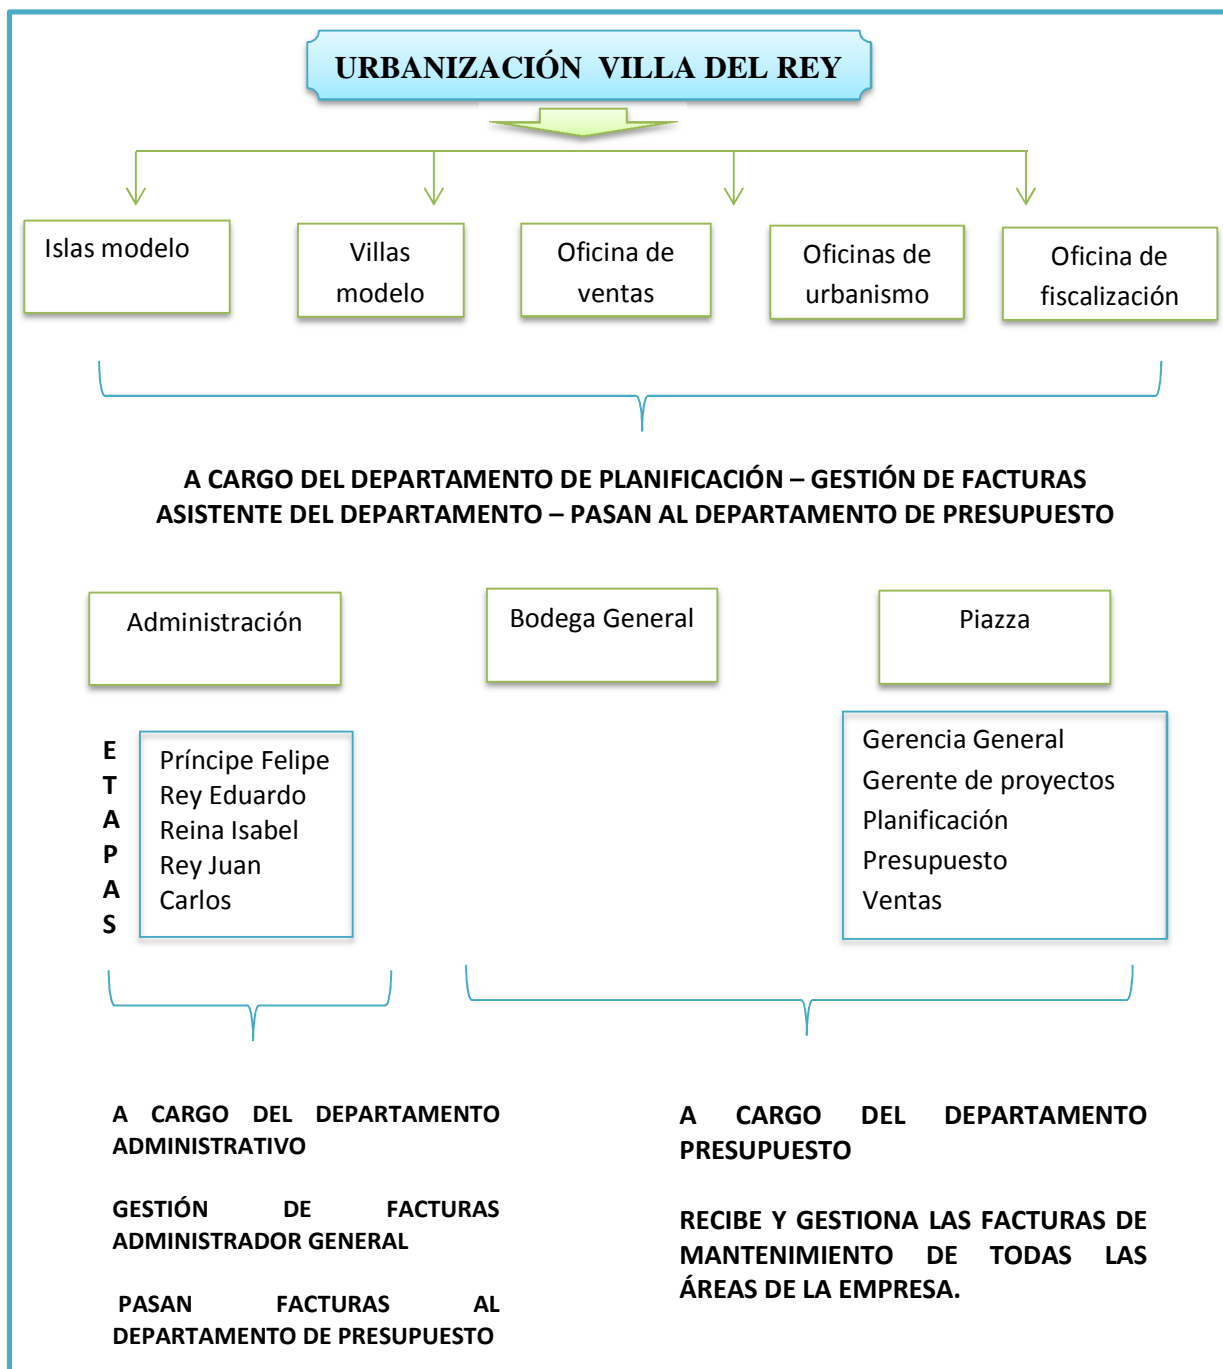 URBANIZACIÓN VILLA DEL REY
Islas modelo
Villas
modelo
Oficina de
ventas
Oficinas de
urbanismo
Oficina de
fiscalización
A CARGO DEL DEPARTAMENTO DE PLANIFICACIÓN – GESTIÓN DE FACTURAS
ASISTENTE DEL DEPARTAMENTO – PASAN AL DEPARTAMENTO DE PRESUPUESTO
Administración
Bodega General
Piazza
E
T
A
P
A
S
Príncipe Felipe
Rey Eduardo
Reina Isabel
Rey Juan
Carlos
Gerencia General
Gerente de proyectos
Planificación
Presupuesto
Ventas
A CARGO DEL DEPARTAMENTO
ADMINISTRATIVO
GESTIÓN DE FACTURAS
ADMINISTRADOR GENERAL
PASAN FACTURAS AL
DEPARTAMENTO DE PRESUPUESTO
A CARGO DEL DEPARTAMENTO
PRESUPUESTO
RECIBE Y GESTIONA LAS FACTURAS DE
MANTENIMIENTO DE TODAS LAS
ÁREAS DE LA EMPRESA.